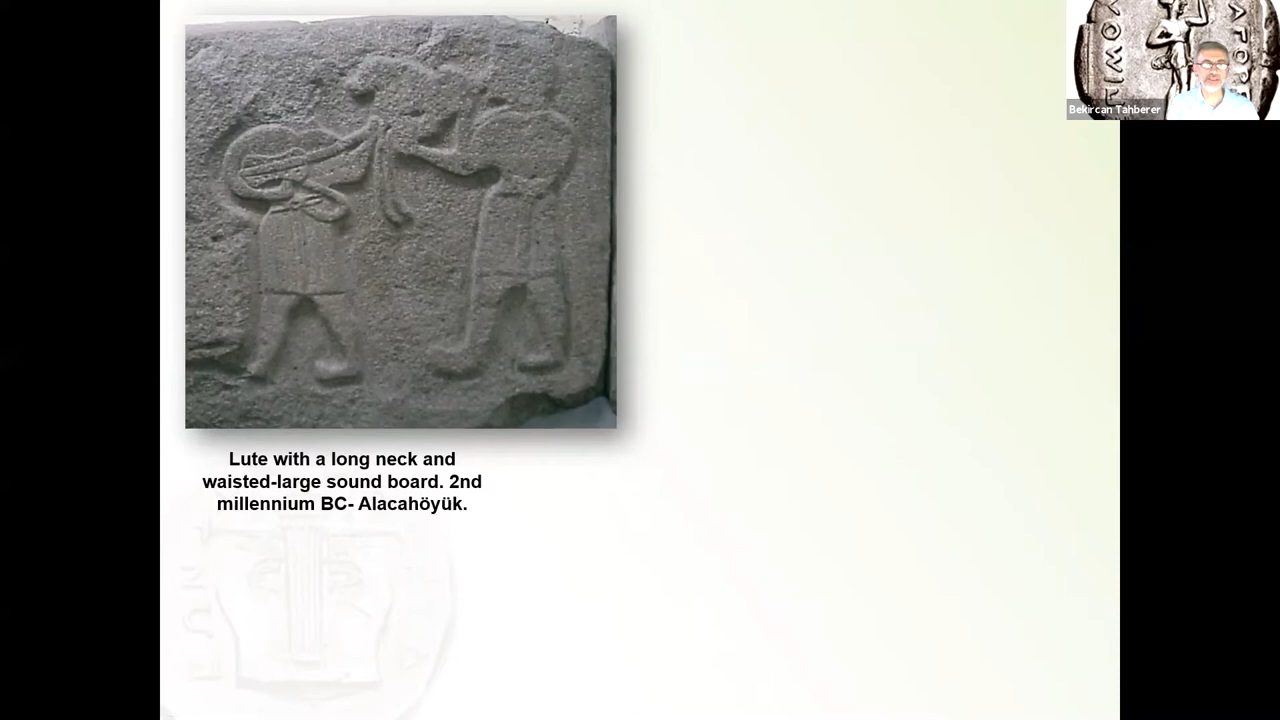 Lute with a long neck and
waisted-large sound board. 2nd
millennium BC- Alacahöyük.
Bekircan Tahberer